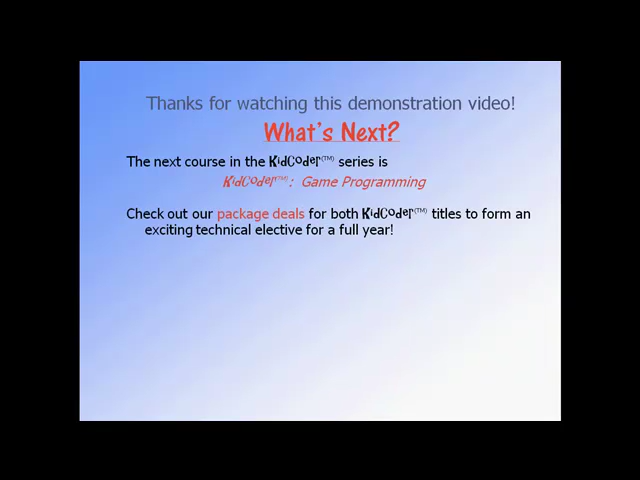 Thanks for watching this demonstration video!
What's Next?
The next course in the KidCoder(TM) series is
KidCoder(TM): Game Programming
Check out our package deals for both KidCoder(TM) titles to form an
exciting technical elective for a full year!